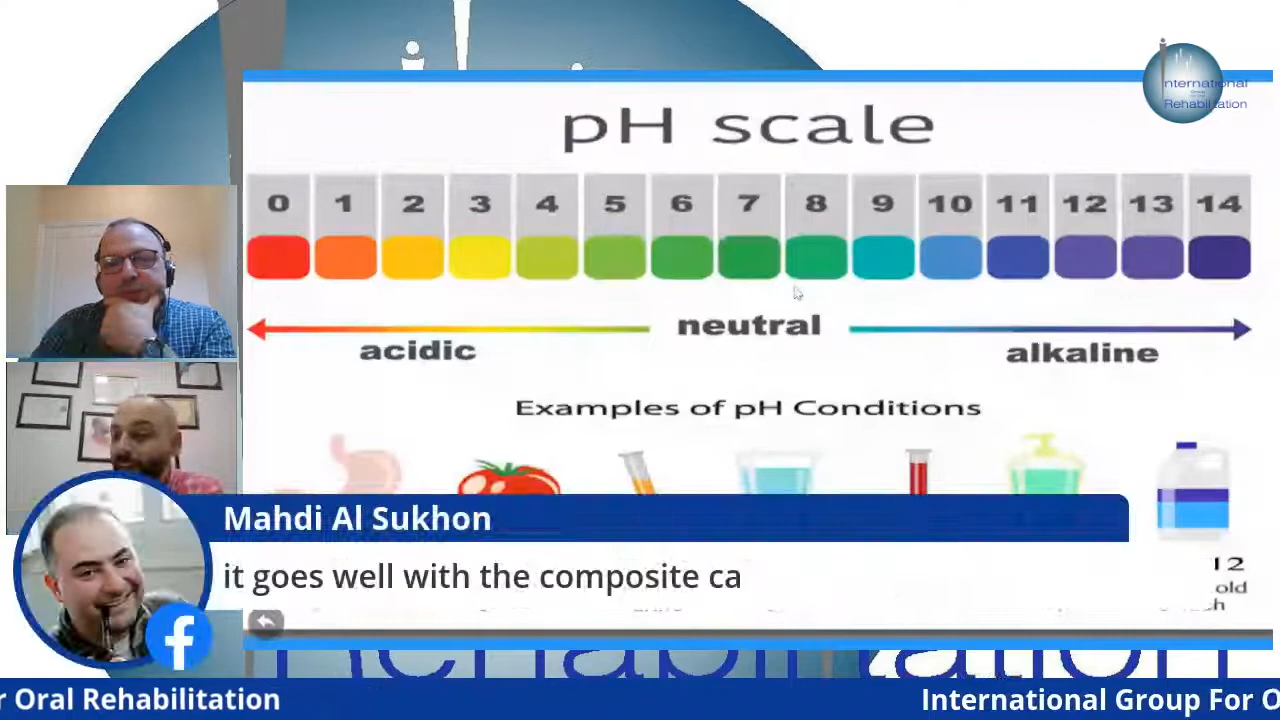 nternational
Rehabilitation
pH scale
0 1 2 3 4 5 6 7 8 9 10 11 12 13 14
neutral
acidic
alkaline
Examples of pH Conditions
Mahdi Al Sukhon
it goes well with the composite ca
12
old
Rehabilitation
r Oral Rehabilitation
International Group For O